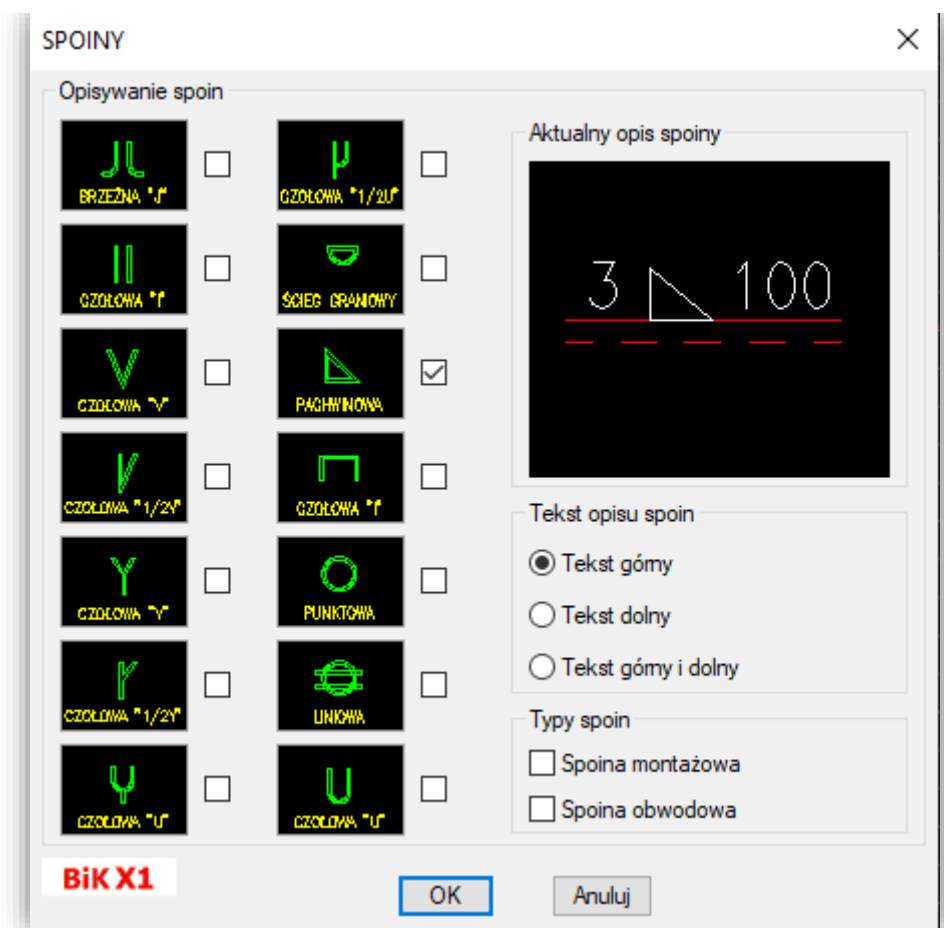 SPOINY
Opisywanie spoin
BRZEŻNA "J"
CZOŁOWA "1/2U"
CZOŁOWA "I"
ŚCIEG GRANIOWY
CZOŁOWA "V"
PACHWINOWA
CZOŁOWA "1/2V"
CZOŁOWA "I"
CZOŁOWA "Y"
PUNKTOWA
CZOŁOWA "1/2Y"
LINIOWA
CZOŁOWA "U"
CZOŁOWA "U"
Aktualny opis spoiny
3 100
Tekst opisu spoin
Tekst górny
Tekst dolny
Tekst górny i dolny
Typy spoin
Spoina montażowa
Spoina obwodowa
BiK X1
OK
Anuluj